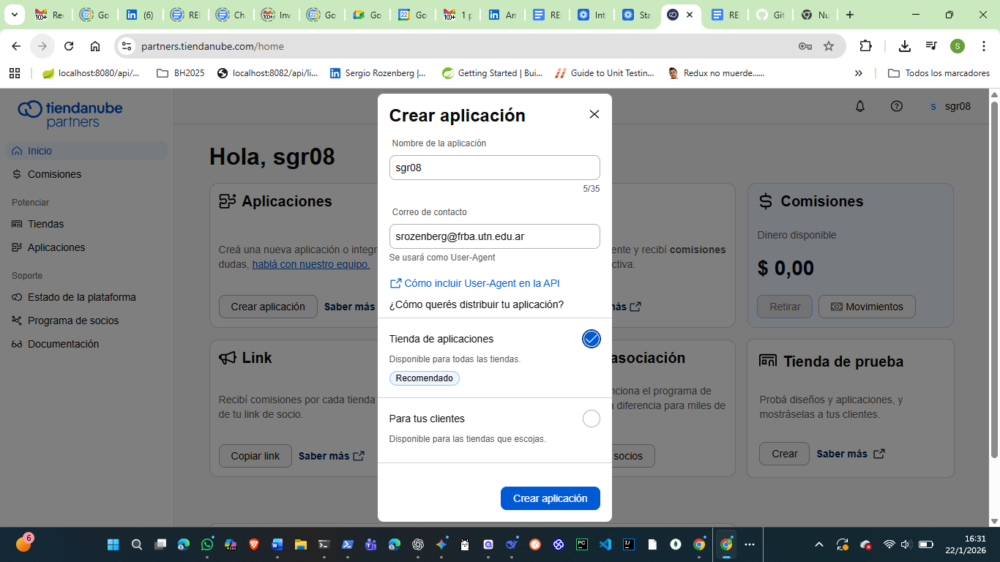 Rec
Go
(6)
REI
Cha
Inv
Go
Go
Go
1 p
An
RE
Int
Sta
REI
Git
Nu
partners.tiendanube.com/home
S
localhost:8080/api/...
BH2025
localhost:8082/api/li...
Sergio Rozenberg |...
Getting Started | Bui...
Guide to Unit Testin...
Redux no muerde......
Todos los marcadores
tiendanube
partners
s sgr08
Inicio
Comisiones
Potenciar
Tiendas
Aplicaciones
Soporte
Estado de la plataforma
Programa de socios
Documentación
Hola, sgr08
Aplicaciones
Creá una nueva aplicación o integr
dudas, hablá con nuestro equipo.
Crear aplicación
Saber más
ente y recibí comisiones
ctiva.
más
Comisiones
Dinero disponible
$ 0,00
Retirar
Movimientos
Link
Recibí comisiones por cada tienda
de tu link de socio.
Copiar link
Saber más
asociación
nciona el programa de
a diferencia para miles de
socios
Tienda de prueba
Probá diseños y aplicaciones, y
mostráselas a tus clientes.
Crear
Saber más
Crear aplicación
Nombre de la aplicación
sgr08
5/35
Correo de contacto
srozenberg@frba.utn.edu.ar
Se usará como User-Agent
Cómo incluir User-Agent en la API
¿Cómo querés distribuir tu aplicación?
Tienda de aplicaciones
Disponible para todas las tiendas.
Recomendado
Para tus clientes
Disponible para las tiendas que escojas.
Crear aplicación
6
16:31
22/1/2026